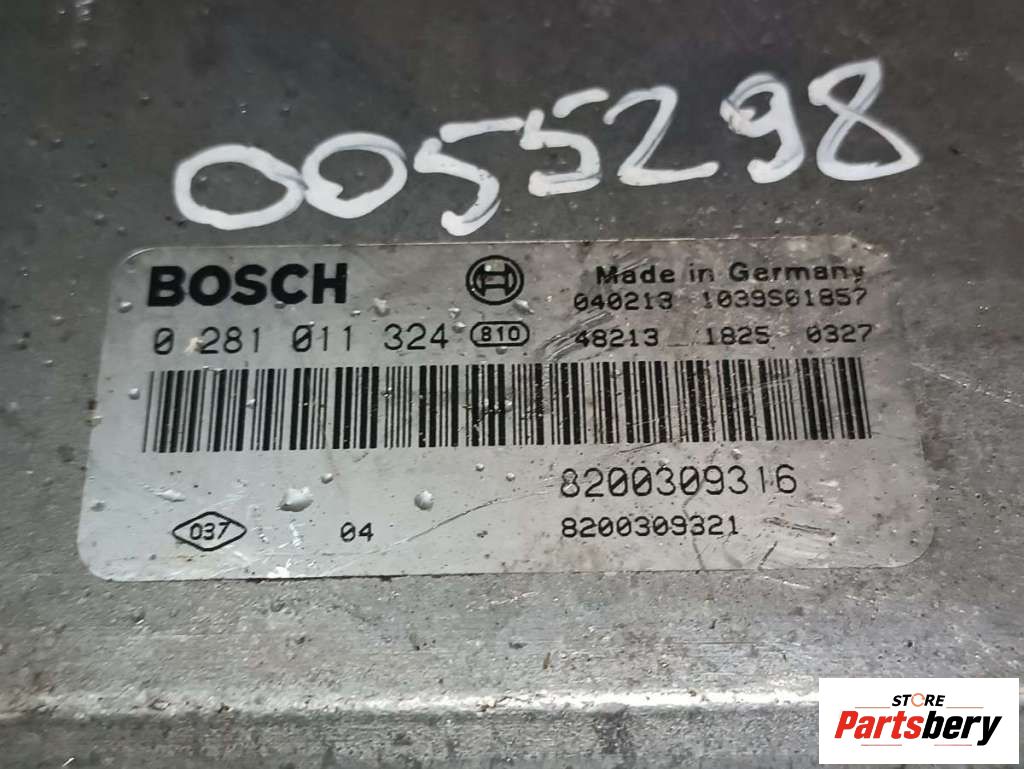 0055298
BOSCH
Made in Germany
040213 1039S01857
0 281 011 324 810
48213 1825 0327
8200309316
037 04
8200309321
STORE
Partsbery